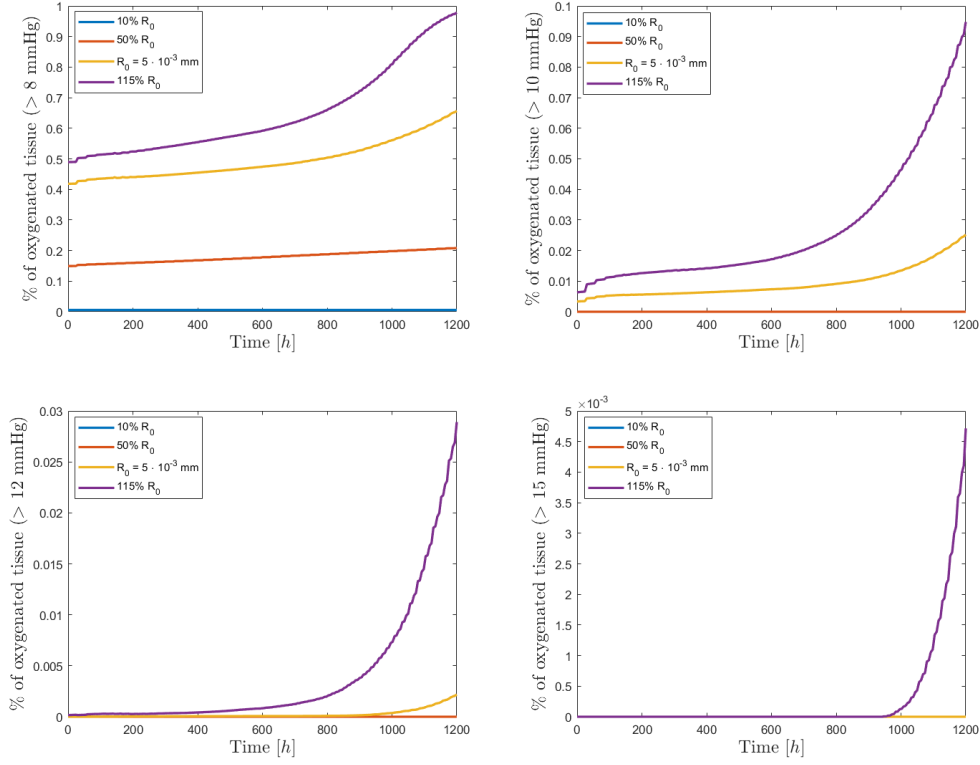 % of oxygenated tissue (> 8 mmHg)
1
0.9
0.8
0.7
0.6
0.5
0.4
0.3
0.2
0.1
0
10% R0
50% R0
R0 = 5 · 10-3 mm
115% R0
0 200 400 600 800 1000 1200
Time [h]
% of oxygenated tissue (> 10 mmHg)
0.1
0.09
0.08
0.07
0.06
0.05
0.04
0.03
0.02
0.01
0
10% R0
50% R0
R0 = 5 · 10-3 mm
115% R0
0 200 400 600 800 1000 1200
Time [h]
% of oxygenated tissue (> 12 mmHg)
0.03
0.025
0.02
0.015
0.01
0.005
0
10% R0
50% R0
R0 = 5 · 10-3 mm
115% R0
0 200 400 600 800 1000 1200
Time [h]
% of oxygenated tissue (> 15 mmHg)
×10-3
5
4.5
4
3.5
3
2.5
2
1.5
1
0.5
0
10% R0
50% R0
R0 = 5 · 10-3 mm
115% R0
0 200 400 600 800 1000 1200
Time [h]